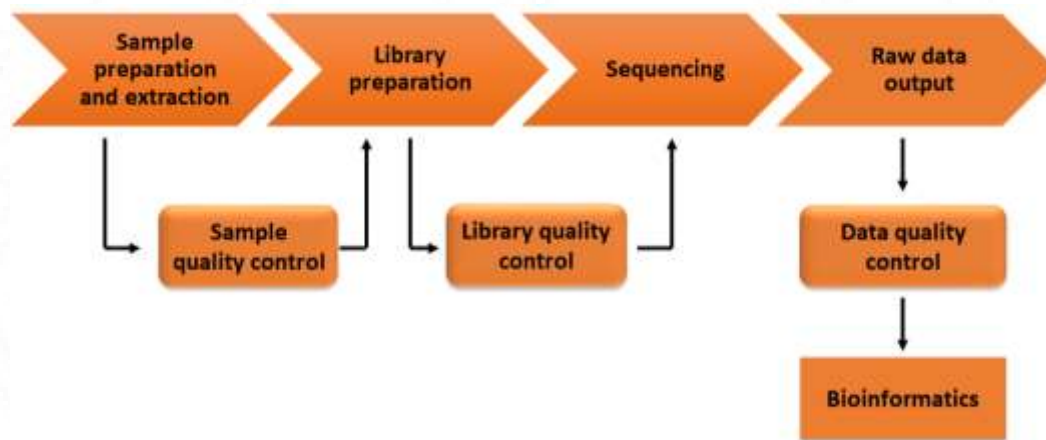 Sample
preparation
and extraction
Library
preparation
Sequencing
Raw data
output
Sample
quality control
Library quality
control
Data quality
control
Bioinformatics